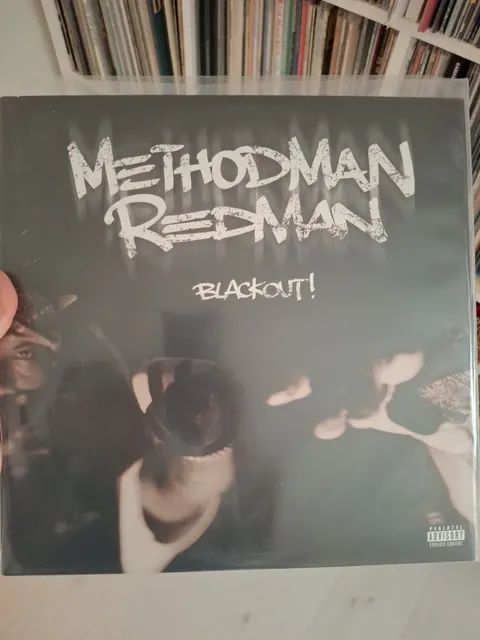 METHODMAN
REDMAN
BLACKOUT!
PARENTAL
ADVISORY
EXPLICIT CONTENT